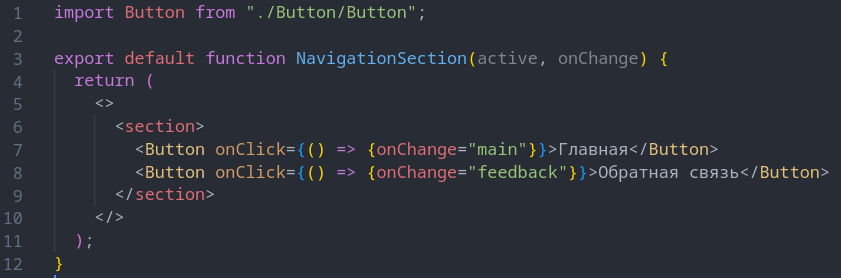 1 import Button from "./Button/Button";
2
3 export default function NavigationSection(active, onChange) {
4   return (
5     <>
6       <section>
7         <Button onClick={() => {onChange="main"}}>Главная</Button>
8         <Button onClick={() => {onChange="feedback"}}>Обратная связь</Button>
9       </section>
10     </>
11   );
12 }